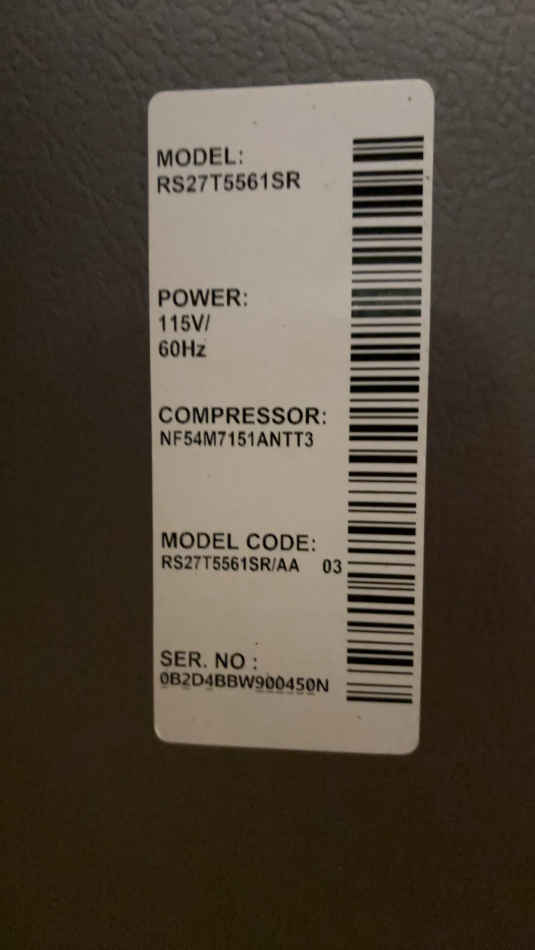 MODEL:
RS27T5561SR
POWER:
115V/
60Hz
COMPRESSOR:
NF54M7151ANTT3
MODEL CODE:
RS27T5561SR/AA 03
SER. NO :
0B2D4BBW900450N